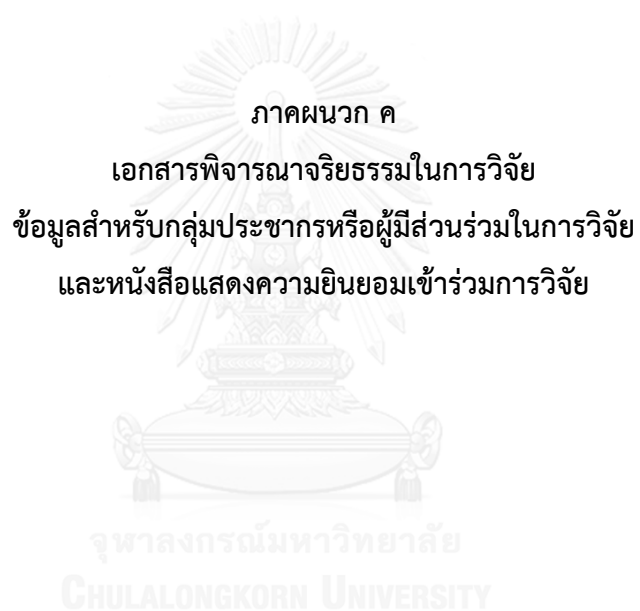 ภาคผนวก ค
เอกสารพิจารณาจริยธรรมในการวิจัย
ข้อมูลสำหรับกลุ่มประชากรหรือผู้มีส่วนร่วมในการวิจัย
และหนังสือแสดงความยินยอมเข้าร่วมการวิจัย
จุฬาลงกรณ์มหาวิทยาลัย
CHULALONGKORN UNIVERSITY